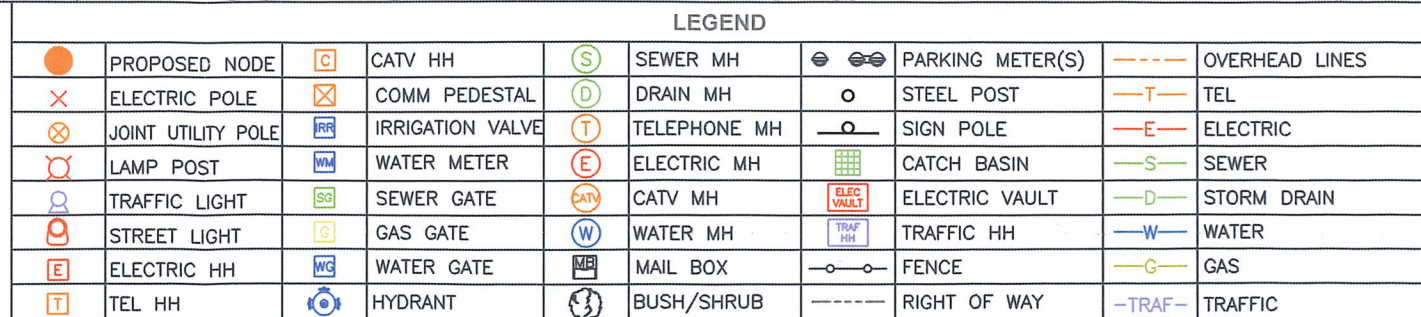 LEGEND
PROPOSED NODE C CATV HH S SEWER MH PARKING METER(S) OVERHEAD LINES
ELECTRIC POLE COMM PEDESTAL D DRAIN MH STEEL POST T TEL
JOINT UTILITY POLE IRR IRRIGATION VALVE T TELEPHONE MH SIGN POLE E ELECTRIC
LAMP POST WM WATER METER E ELECTRIC MH CATCH BASIN S SEWER
TRAFFIC LIGHT SG SEWER GATE CATV CATV MH ELEC VAULT ELECTRIC VAULT D STORM DRAIN
STREET LIGHT G GAS GATE W WATER MH TRAF HH TRAFFIC HH W WATER
E ELECTRIC HH WG WATER GATE MB MAIL BOX FENCE G GAS
T TEL HH HYDRANT BUSH/SHRUB RIGHT OF WAY TRAF TRAFFIC